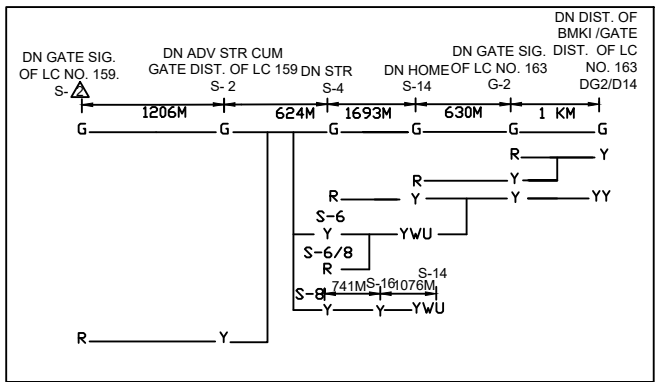 DN DIST. OF
BMKI /GATE
DIST. OF LC
NO. 163
DG2/D14
DN GATE SIG.
OF LC NO. 163
G-2
DN HOME
S-14
DN STR
S-4
DN ADV STR CUM
GATE DIST. OF LC 159
S- 2
DN GATE SIG.
OF LC NO. 159.
S- 2
1206M 624M 1693M 630M 1 KM
G G G G G G
R Y
R Y
R Y Y YY
S-6
Y YWU
S-6/8
R
S-14
741M S-16 1076M
S-8
Y Y YWU
R Y